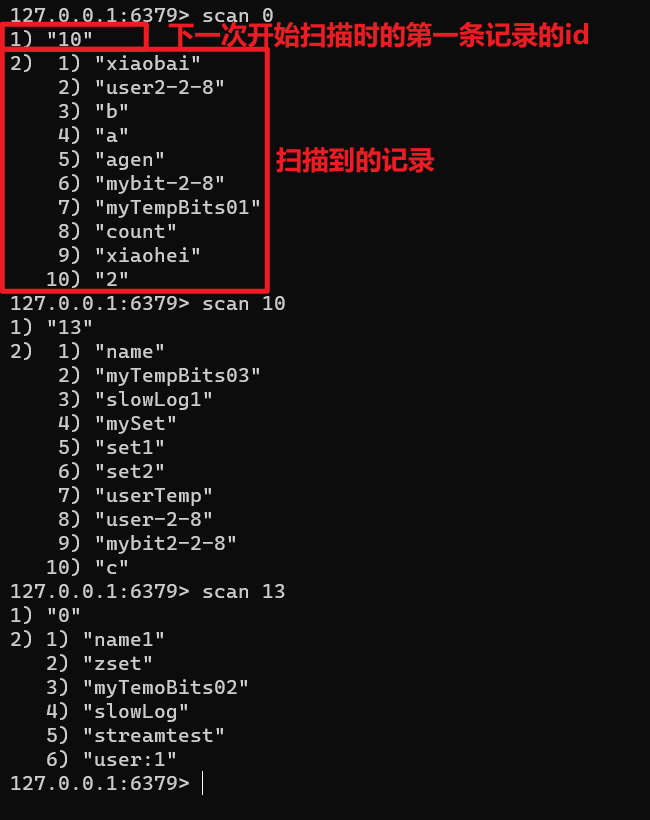 127.0.0.1:6379> scan 0
1) "10" 下一次开始扫描时的第一条记录的id
2)  1) "xiaobai"
    2) "user2-2-8"
    3) "b"
    4) "a"
    5) "agen" 扫描到的记录
    6) "mybit-2-8"
    7) "myTempBits01"
    8) "count"
    9) "xiaohei"
   10) "2"
127.0.0.1:6379> scan 10
1) "13"
2)  1) "name"
    2) "myTempBits03"
    3) "slowLog1"
    4) "mySet"
    5) "set1"
    6) "set2"
    7) "userTemp"
    8) "user-2-8"
    9) "mybit2-2-8"
   10) "c"
127.0.0.1:6379> scan 13
1) "0"
2) 1) "name1"
   2) "zset"
   3) "myTemoBits02"
   4) "slowLog"
   5) "streamtest"
   6) "user:1"
127.0.0.1:6379>